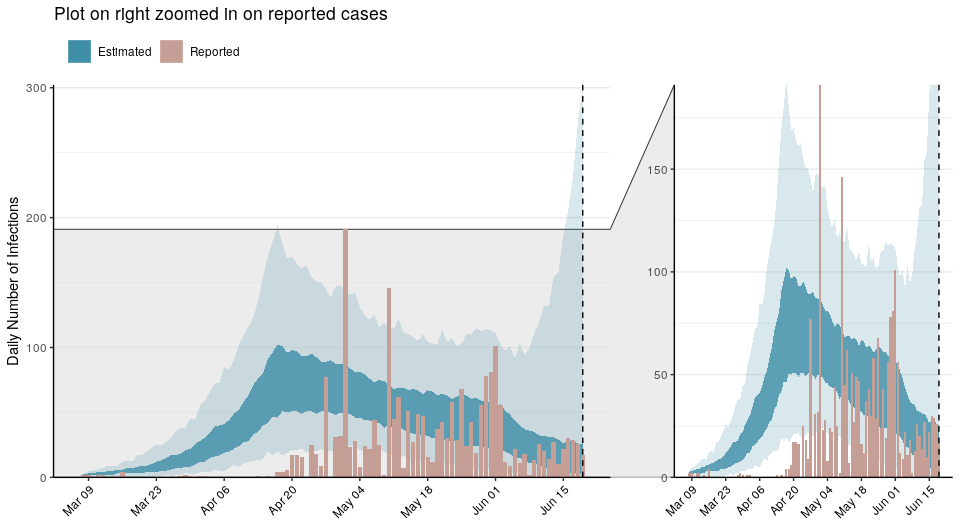 Plot on right zoomed in on reported cases
Estimated Reported
Daily Number of Infections
300
200
100
0
Mar 09 Mar 23 Apr 06 Apr 20 May 04 May 18 Jun 01 Jun 15
150
100
50
0
Mar 09 Mar 23 Apr 06 Apr 20 May 04 May 18 Jun 01 Jun 15